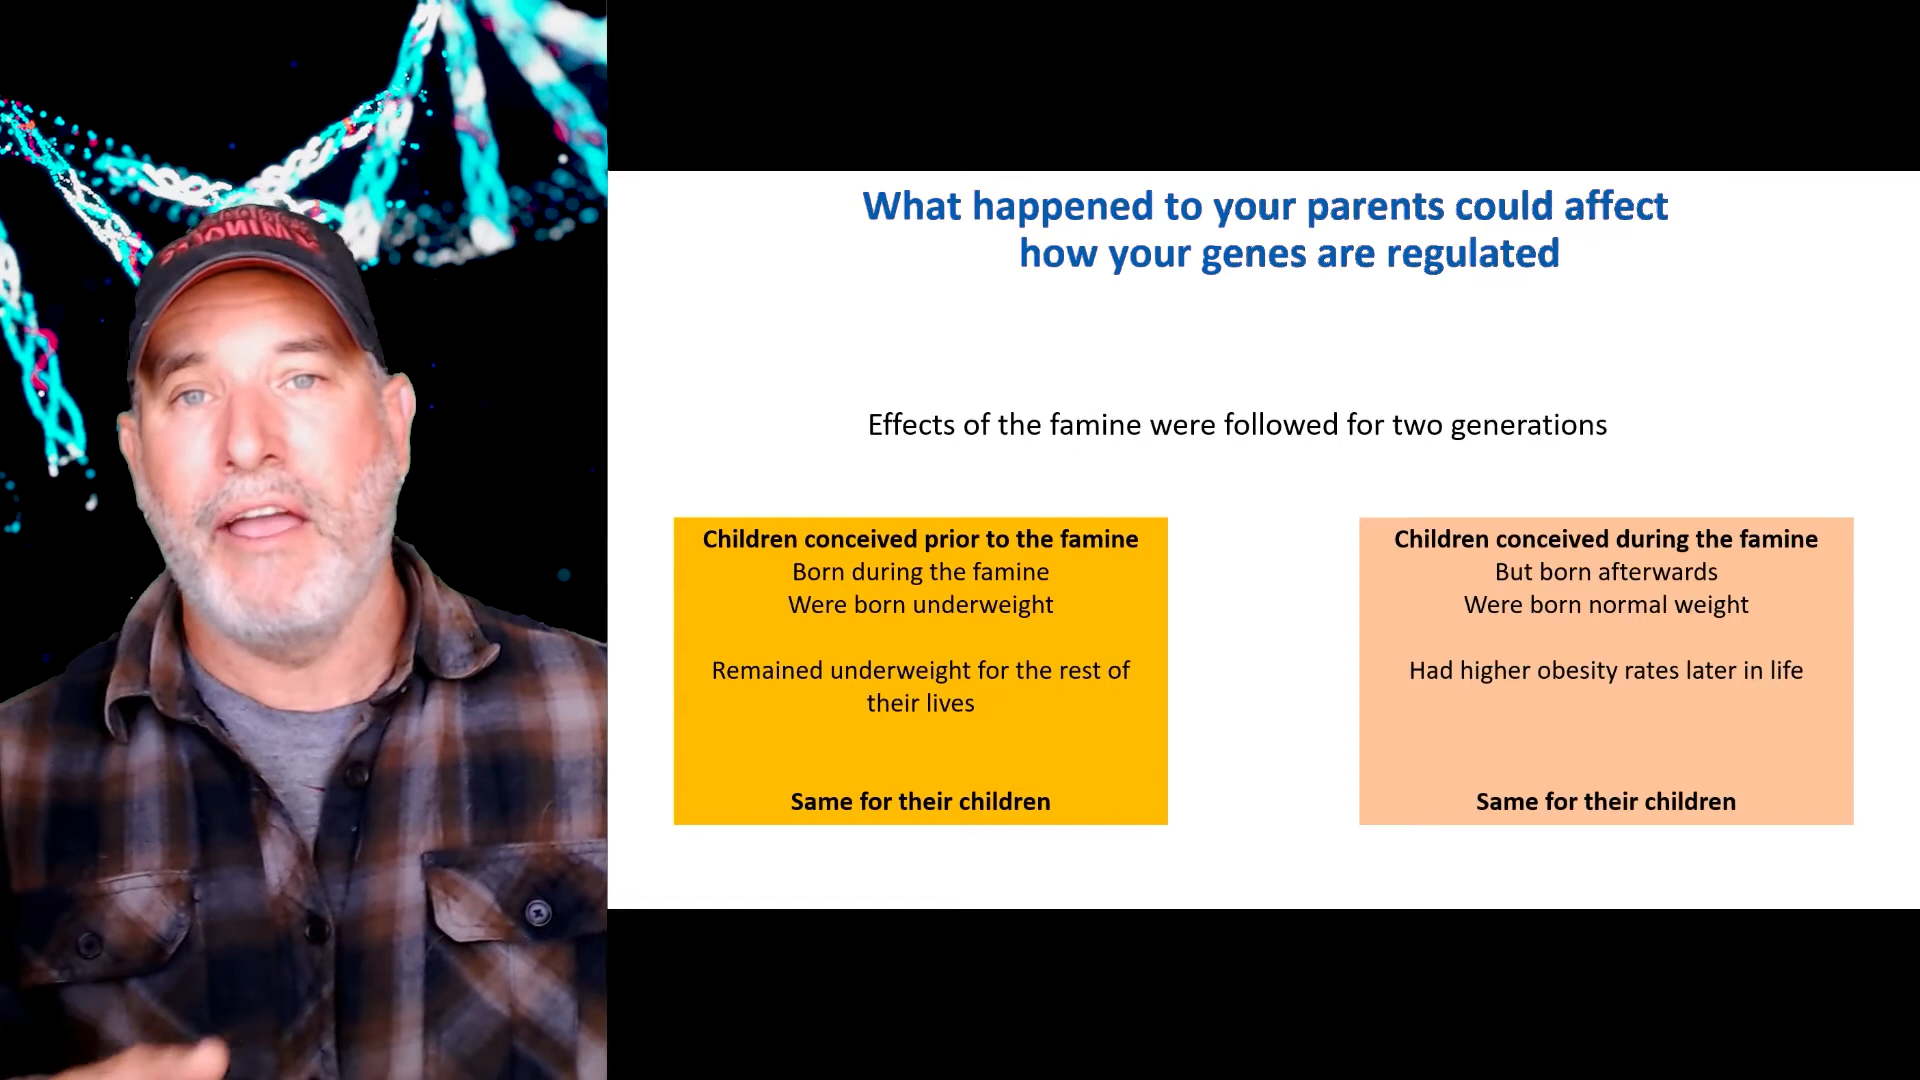 What happened to your parents could affect
how your genes are regulated
Effects of the famine were followed for two generations
Children conceived prior to the famine
Born during the famine
Were born underweight
Remained underweight for the rest of
their lives
Same for their children
Children conceived during the famine
But born afterwards
Were born normal weight
Had higher obesity rates later in life
Same for their children